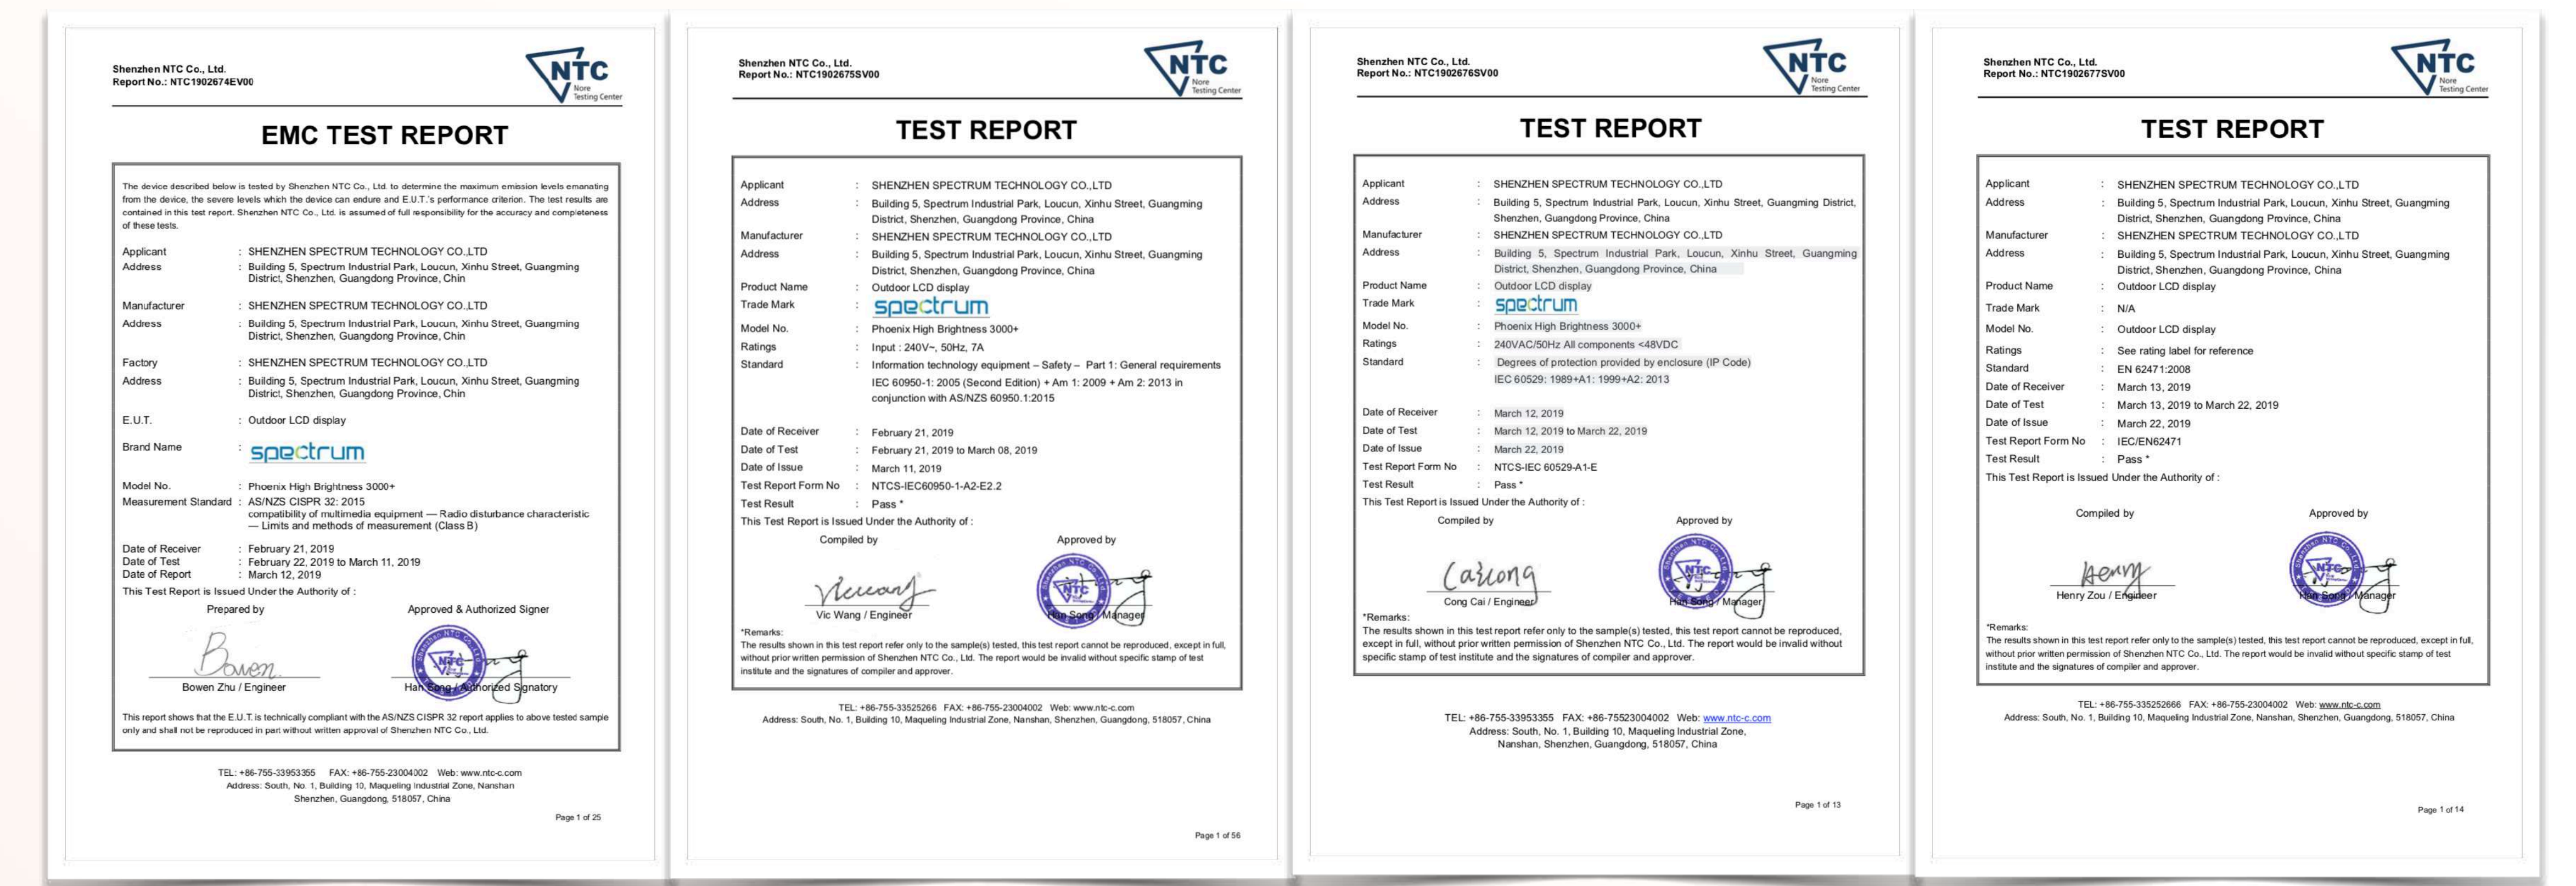 Shenzhen NTC Co., Ltd.
Report No.: NTC1902674EV00
NTC
Nore
Testing Center
EMC TEST REPORT
The device described below is tested by Shenzhen NTC Co., Ltd. to determine the maximum emission levels emanating
from the device, the severe levels which the device can endure and E.U.T.'s performance criterion. The test results are
contained in this test report. Shenzhen NTC Co., Ltd. is assumed of full responsibility for the accuracy and completeness
of these tests.
Applicant : SHENZHEN SPECTRUM TECHNOLOGY CO.,LTD
Address : Building 5, Spectrum Industrial Park, Loucun, Xinhu Street, Guangming
District, Shenzhen, Guangdong Province, Chin
Manufacturer : SHENZHEN SPECTRUM TECHNOLOGY CO.,LTD
Address : Building 5, Spectrum Industrial Park, Loucun, Xinhu Street, Guangming
District, Shenzhen, Guangdong Province, Chin
Factory : SHENZHEN SPECTRUM TECHNOLOGY CO.,LTD
Address : Building 5, Spectrum Industrial Park, Loucun, Xinhu Street, Guangming
District, Shenzhen, Guangdong Province, Chin
E.U.T. : Outdoor LCD display
Brand Name : spectrum
Model No. : Phoenix High Brightness 3000+
Measurement Standard : AS/NZS CISPR 32: 2015
compatibility of multimedia equipment — Radio disturbance characteristic
— Limits and methods of measurement (Class B)
Date of Receiver : February 21, 2019
Date of Test : February 22, 2019 to March 11, 2019
Date of Report : March 12, 2019
This Test Report is Issued Under the Authority of :
Prepared by Approved & Authorized Signer
Bowen
Bowen Zhu / Engineer Han Song / Authorized Signatory
This report shows that the E.U.T. is technically compliant with the AS/NZS CISPR 32 report applies to above tested sample
only and shall not be reproduced in part without written approval of Shenzhen NTC Co., Ltd.
TEL: +86-755-33953355 FAX: +86-755-23004002 Web: www.ntc-c.com
Address: South, No. 1, Building 10, Maqueling Industrial Zone, Nanshan
Shenzhen, Guangdong, 518057, China
Page 1 of 25
Shenzhen NTC Co., Ltd.
Report No.: NTC1902675SV00
NTC
Nore
Testing Center
TEST REPORT
Applicant : SHENZHEN SPECTRUM TECHNOLOGY CO.,LTD
Address : Building 5, Spectrum Industrial Park, Loucun, Xinhu Street, Guangming
District, Shenzhen, Guangdong Province, China
Manufacturer : SHENZHEN SPECTRUM TECHNOLOGY CO.,LTD
Address : Building 5, Spectrum Industrial Park, Loucun, Xinhu Street, Guangming
District, Shenzhen, Guangdong Province, China
Product Name : Outdoor LCD display
Trade Mark : spectrum
Model No. : Phoenix High Brightness 3000+
Ratings : Input : 240V~, 50Hz, 7A
Standard : Information technology equipment – Safety – Part 1: General requirements
IEC 60950-1: 2005 (Second Edition) + Am 1: 2009 + Am 2: 2013 in
conjunction with AS/NZS 60950.1:2015
Date of Receiver : February 21, 2019
Date of Test : February 21, 2019 to March 08, 2019
Date of Issue : March 11, 2019
Test Report Form No : NTCS-IEC60950-1-A2-E2.2
Test Result : Pass *
This Test Report is Issued Under the Authority of :
Compiled by Approved by
Vic Wang / Engineer Han Song / Manager
*Remarks:
The results shown in this test report refer only to the sample(s) tested, this test report cannot be reproduced, except in full,
without prior written permission of Shenzhen NTC Co., Ltd. The report would be invalid without specific stamp of test
institute and the signatures of compiler and approver.
TEL: +86-755-33525266 FAX: +86-755-23004002 Web: www.ntc-c.com
Address: South, No. 1, Building 10, Maqueling Industrial Zone, Nanshan, Shenzhen, Guangdong, 518057, China
Page 1 of 56
Shenzhen NTC Co., Ltd.
Report No.: NTC1902676SV00
NTC
Nore
Testing Center
TEST REPORT
Applicant : SHENZHEN SPECTRUM TECHNOLOGY CO.,LTD
Address : Building 5, Spectrum Industrial Park, Loucun, Xinhu Street, Guangming District,
Shenzhen, Guangdong Province, China
Manufacturer : SHENZHEN SPECTRUM TECHNOLOGY CO.,LTD
Address : Building 5, Spectrum Industrial Park, Loucun, Xinhu Street, Guangming
District, Shenzhen, Guangdong Province, China
Product Name : Outdoor LCD display
Trade Mark : spectrum
Model No. : Phoenix High Brightness 3000+
Ratings : 240VAC/50Hz All components <48VDC
Standard : Degrees of protection provided by enclosure (IP Code)
IEC 60529: 1989+A1: 1999+A2: 2013
Date of Receiver : March 12, 2019
Date of Test : March 12, 2019 to March 22, 2019
Date of Issue : March 22, 2019
Test Report Form No : NTCS-IEC 60529-A1-E
Test Result : Pass *
This Test Report is Issued Under the Authority of :
Compiled by Approved by
Cong Cai / Engineer Han Song / Manager
*Remarks:
The results shown in this test report refer only to the sample(s) tested, this test report cannot be reproduced,
except in full, without prior written permission of Shenzhen NTC Co., Ltd. The report would be invalid without
specific stamp of test institute and the signatures of compiler and approver.
TEL: +86-755-33953355 FAX: +86-75523004002 Web: www.ntc-c.com
Address: South, No. 1, Building 10, Maqueling Industrial Zone,
Nanshan, Shenzhen, Guangdong, 518057, China
Page 1 of 13
Shenzhen NTC Co., Ltd.
Report No.: NTC1902677SV00
NTC
Nore
Testing Center
TEST REPORT
Applicant : SHENZHEN SPECTRUM TECHNOLOGY CO.,LTD
Address : Building 5, Spectrum Industrial Park, Loucun, Xinhu Street, Guangming
District, Shenzhen, Guangdong Province, China
Manufacturer : SHENZHEN SPECTRUM TECHNOLOGY CO.,LTD
Address : Building 5, Spectrum Industrial Park, Loucun, Xinhu Street, Guangming
District, Shenzhen, Guangdong Province, China
Product Name : Outdoor LCD display
Trade Mark : N/A
Model No. : Outdoor LCD display
Ratings : See rating label for reference
Standard : EN 62471:2008
Date of Receiver : March 13, 2019
Date of Test : March 13, 2019 to March 22, 2019
Date of Issue : March 22, 2019
Test Report Form No : IEC/EN62471
Test Result : Pass *
This Test Report is Issued Under the Authority of :
Compiled by Approved by
Henry
Henry Zou / Engineer Han Song / Manager
*Remarks:
The results shown in this test report refer only to the sample(s) tested, this test report cannot be reproduced, except in full,
without prior written permission of Shenzhen NTC Co., Ltd. The report would be invalid without specific stamp of test
institute and the signatures of compiler and approver.
TEL: +86-755-335252666 FAX: +86-755-23004002 Web: www.ntc-c.com
Address: South, No. 1, Building 10, Maqueling Industrial Zone, Nanshan, Shenzhen, Guangdong, 518057, China
Page 1 of 14